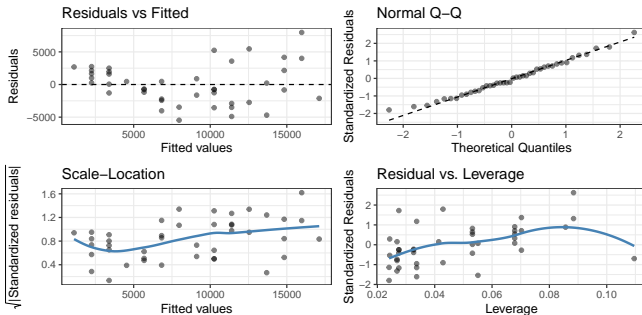 Residuals vs Fitted
Residuals
5000
0
−5000
5000
10000
15000
Fitted values
Normal Q−Q
Standardized Residuals
2
1
0
−1
−2
−2
−1
0
1
2
Theoretical Quantiles
Scale−Location
√|Standardized residuals|
1.6
1.2
0.8
0.4
5000
10000
15000
Fitted values
Residual vs. Leverage
Standardized Residuals
2
1
0
−1
−2
0.02
0.04
0.06
0.08
0.10
Leverage